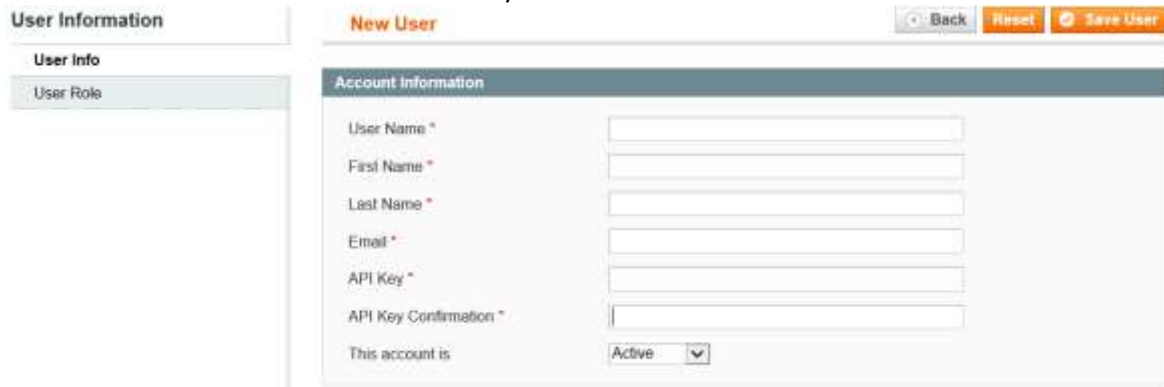 User Information
New User
Back
Reset
Save User
User Info
User Role
Account Information
User Name *
First Name *
Last Name *
Email *
API Key *
API Key Confirmation *
This account is
Active